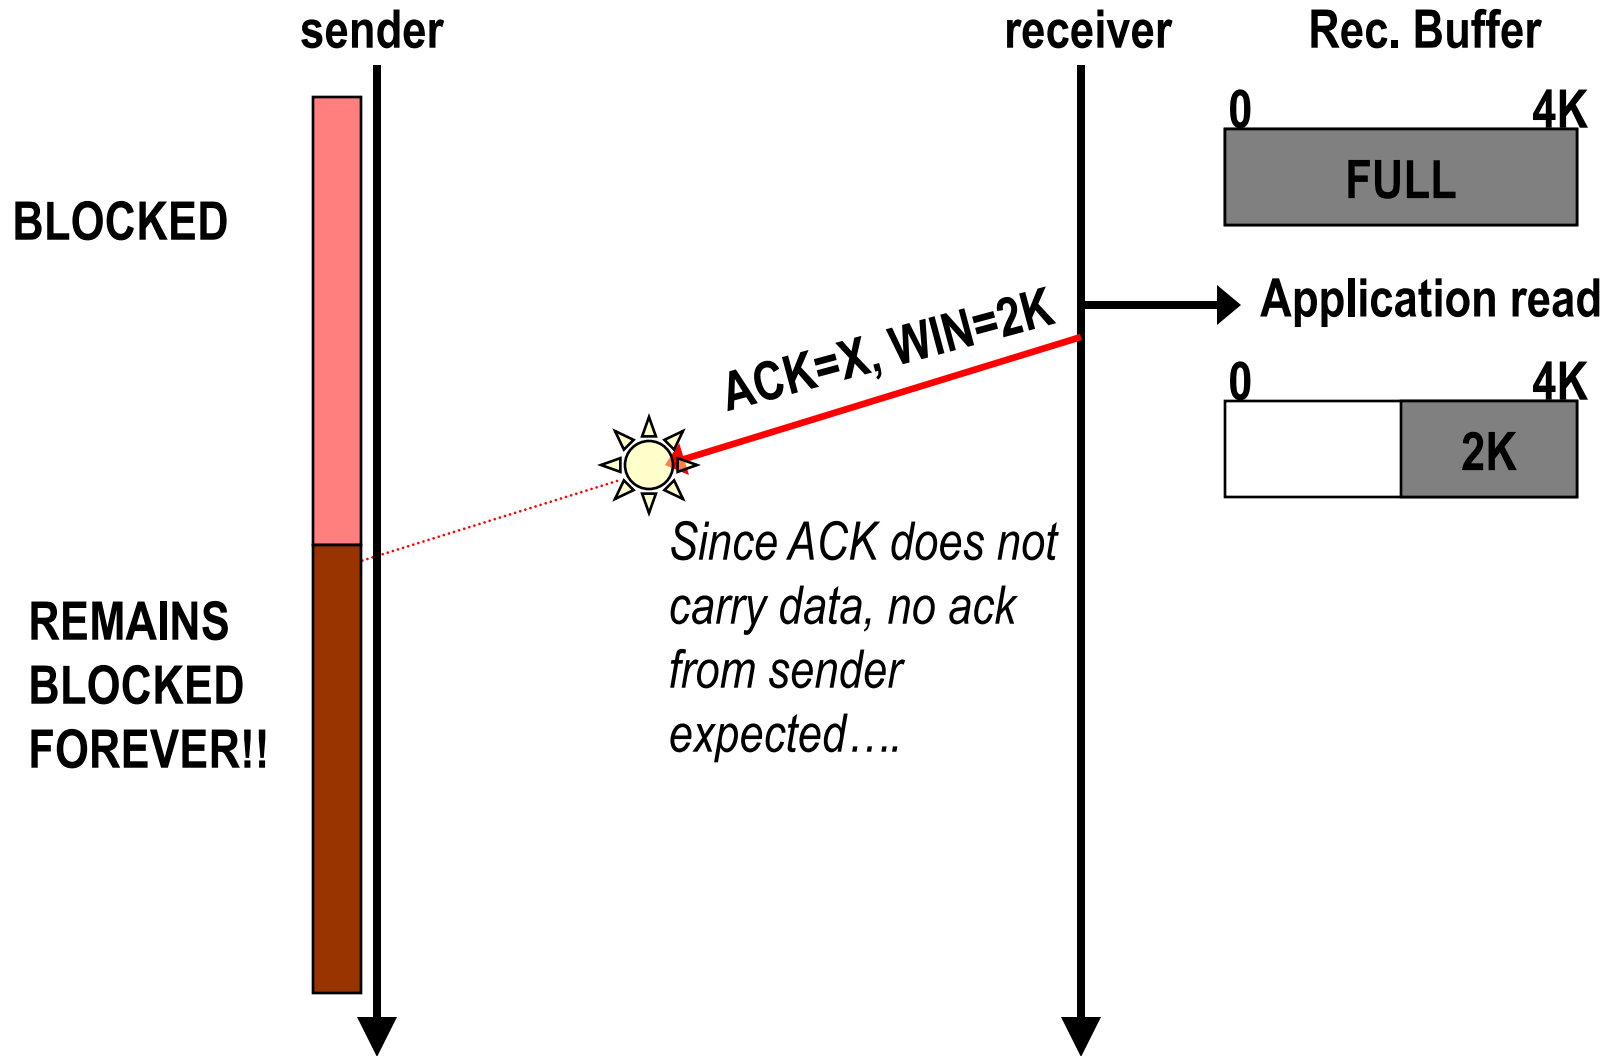 sender
receiver
Rec. Buffer
0
4K
FULL
BLOCKED
Application read
ACK=X, WIN=2K
0
4K
2K
Since ACK does not
carry data, no ack
from sender
expected….
REMAINS
BLOCKED
FOREVER!!